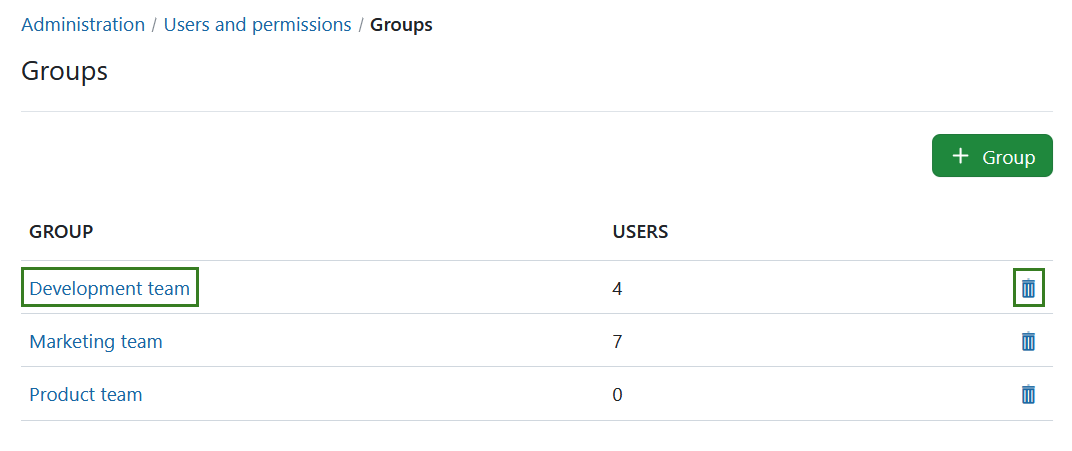 Administration / Users and permissions / Groups
Groups
+ Group
GROUP USERS
Development team 4
Marketing team 7
Product team 0